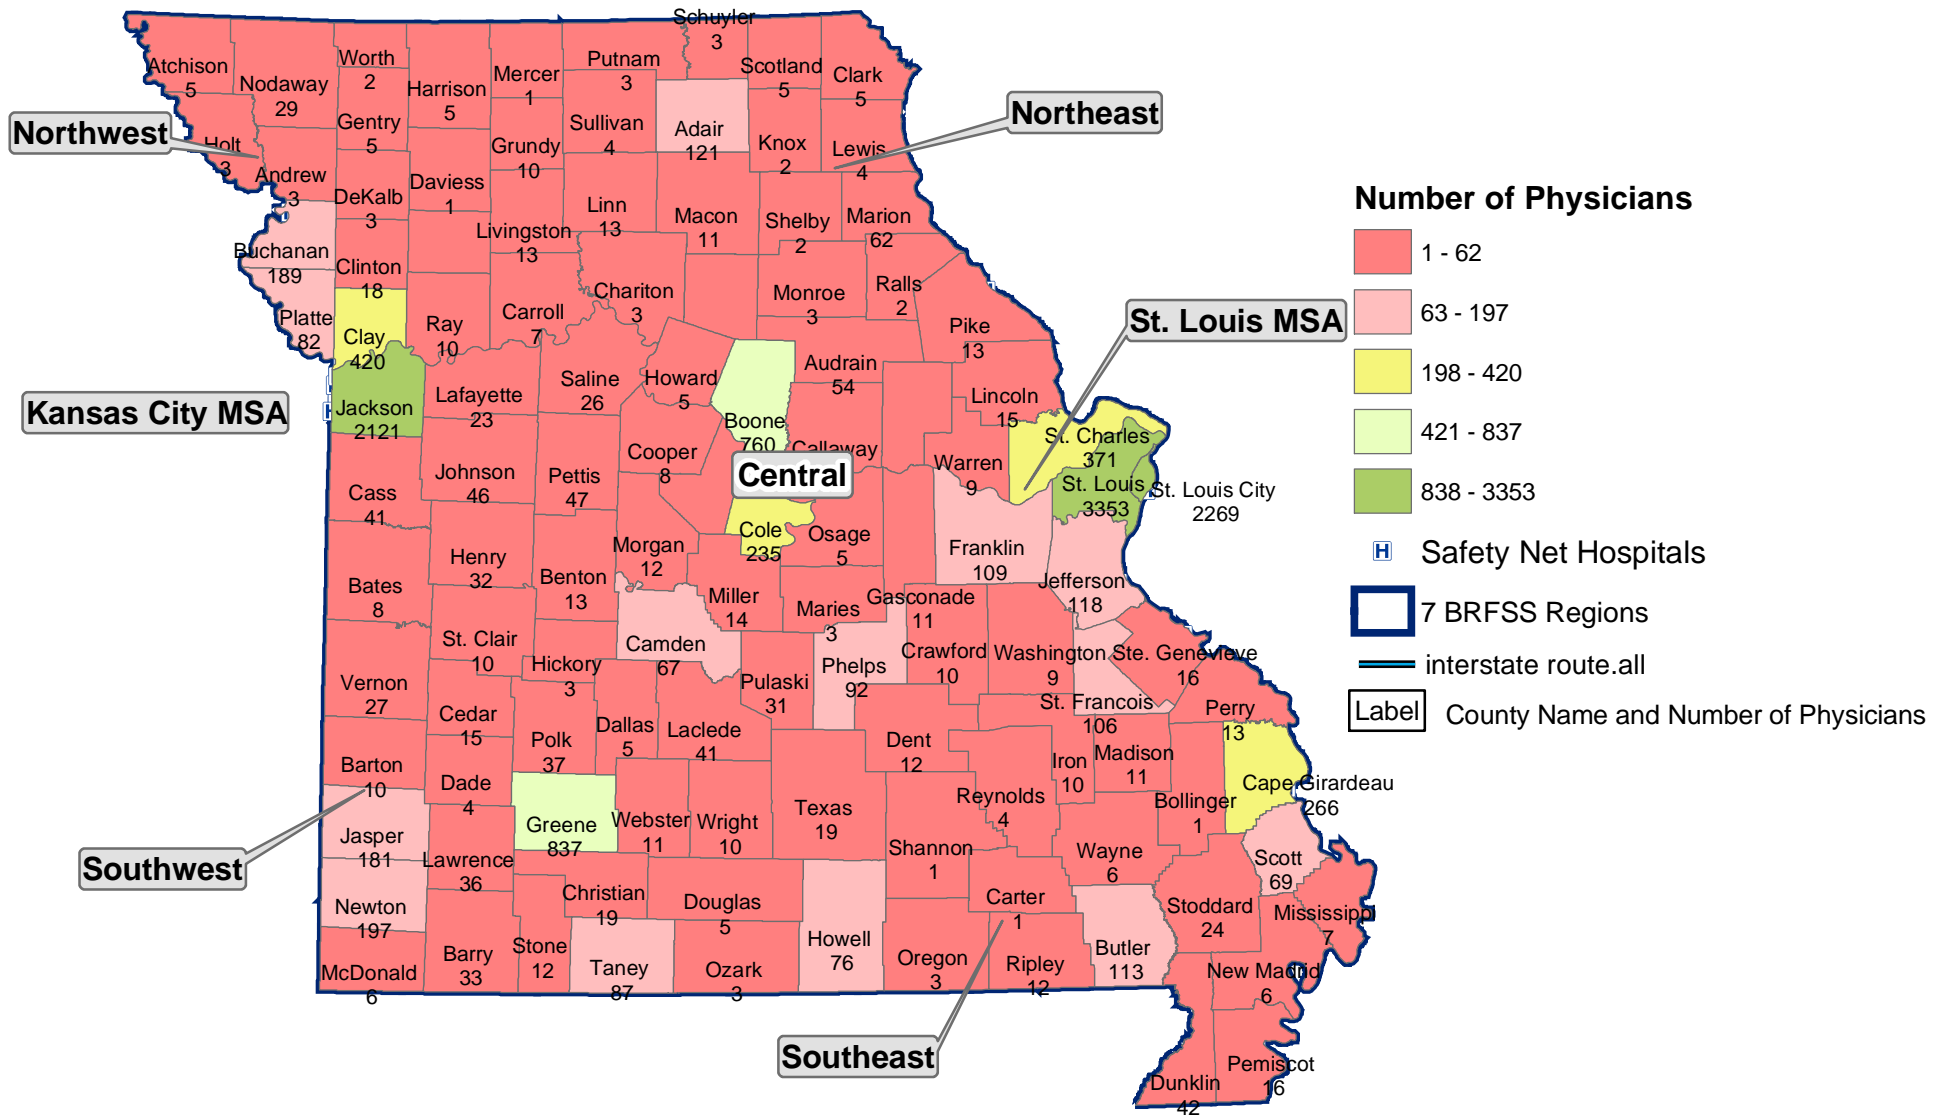 Schuyler
3
Atchison
5
Nodaway
29
Worth
2
Harrison
5
Mercer
1
Putnam
3
Scotland
5
Clark
5
Northwest
Holt
3
Andrew
3
Gentry
5
DeKalb
3
Daviess
1
Grundy
10
Sullivan
4
Adair
121
Knox
2
Lewis
4
Northeast
Buchanan
189
Clinton
18
Livingston
13
Linn
13
Macon
11
Shelby
2
Marion
62
Platte
82
Clay
420
Ray
10
Carroll
7
Chariton
3
Monroe
3
Ralls
2
Pike
13
St. Louis MSA
Kansas City MSA
Jackson
2121
Lafayette
23
Saline
26
Howard
5
Boone
760
Audrain
54
Callaway
Central
Lincoln
15
Warren
9
St. Charles
371
St. Louis
3353
St. Louis City
2269
Cass
41
Johnson
46
Pettis
47
Cooper
8
Cole
235
Osage
5
Franklin
109
Jefferson
118
Bates
8
Henry
32
Benton
13
Morgan
12
Miller
14
Maries
3
Gasconade
11
Vernon
27
St. Clair
10
Hickory
3
Camden
67
Pulaski
31
Phelps
92
Crawford
10
Washington
9
Ste. Genevieve
16
St. Francois
106
Perry
13
Barton
10
Cedar
15
Polk
37
Dallas
5
Laclede
41
Dent
12
Iron
10
Madison
11
Cape Girardeau
266
Bollinger
1
Jasper
181
Dade
4
Greene
837
Webster
11
Wright
10
Texas
19
Reynolds
4
Shannon
1
Wayne
6
Scott
69
Southwest
Newton
197
Lawrence
36
Christian
19
Douglas
5
Howell
76
Carter
1
Butler
113
Stoddard
24
Mississippi
7
McDonald
6
Barry
33
Stone
12
Taney
87
Ozark
3
Oregon
3
Ripley
12
New Madrid
6
Southeast
Dunklin
42
Pemiscot
16
Number of Physicians
1 - 62
63 - 197
198 - 420
421 - 837
838 - 3353
H Safety Net Hospitals
7 BRFSS Regions
interstate route.all
Label County Name and Number of Physicians